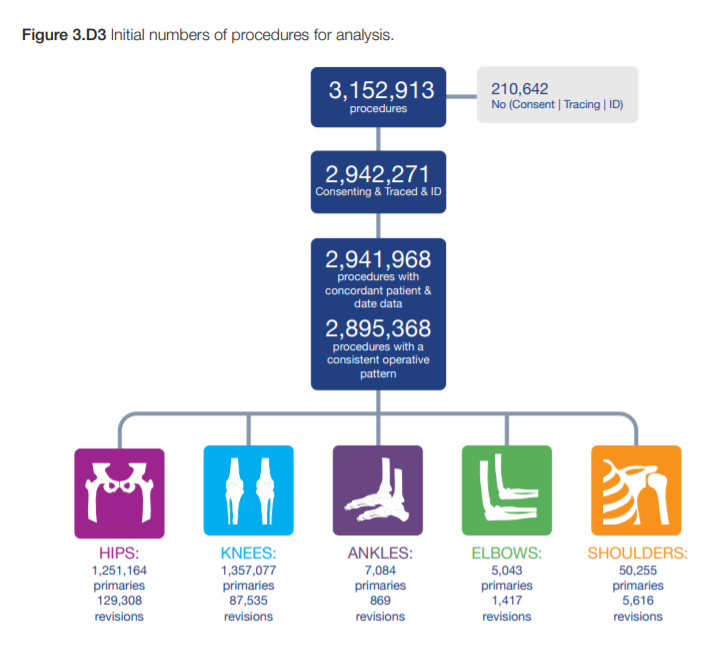 Figure 3.D3 Initial numbers of procedures for analysis.
3,152,913
procedures
210,642
No (Consent | Tracing | ID)
2,942,271
Consenting & Traced & ID
2,941,968
procedures with
concordant patient &
date data
2,895,368
procedures with a
consistent operative
pattern
HIPS:
1,251,164
primaries
129,308
revisions
KNEES:
1,357,077
primaries
87,535
revisions
ANKLES:
7,084
primaries
869
revisions
ELBOWS:
5,043
primaries
1,417
revisions
SHOULDERS:
50,255
primaries
5,616
revisions